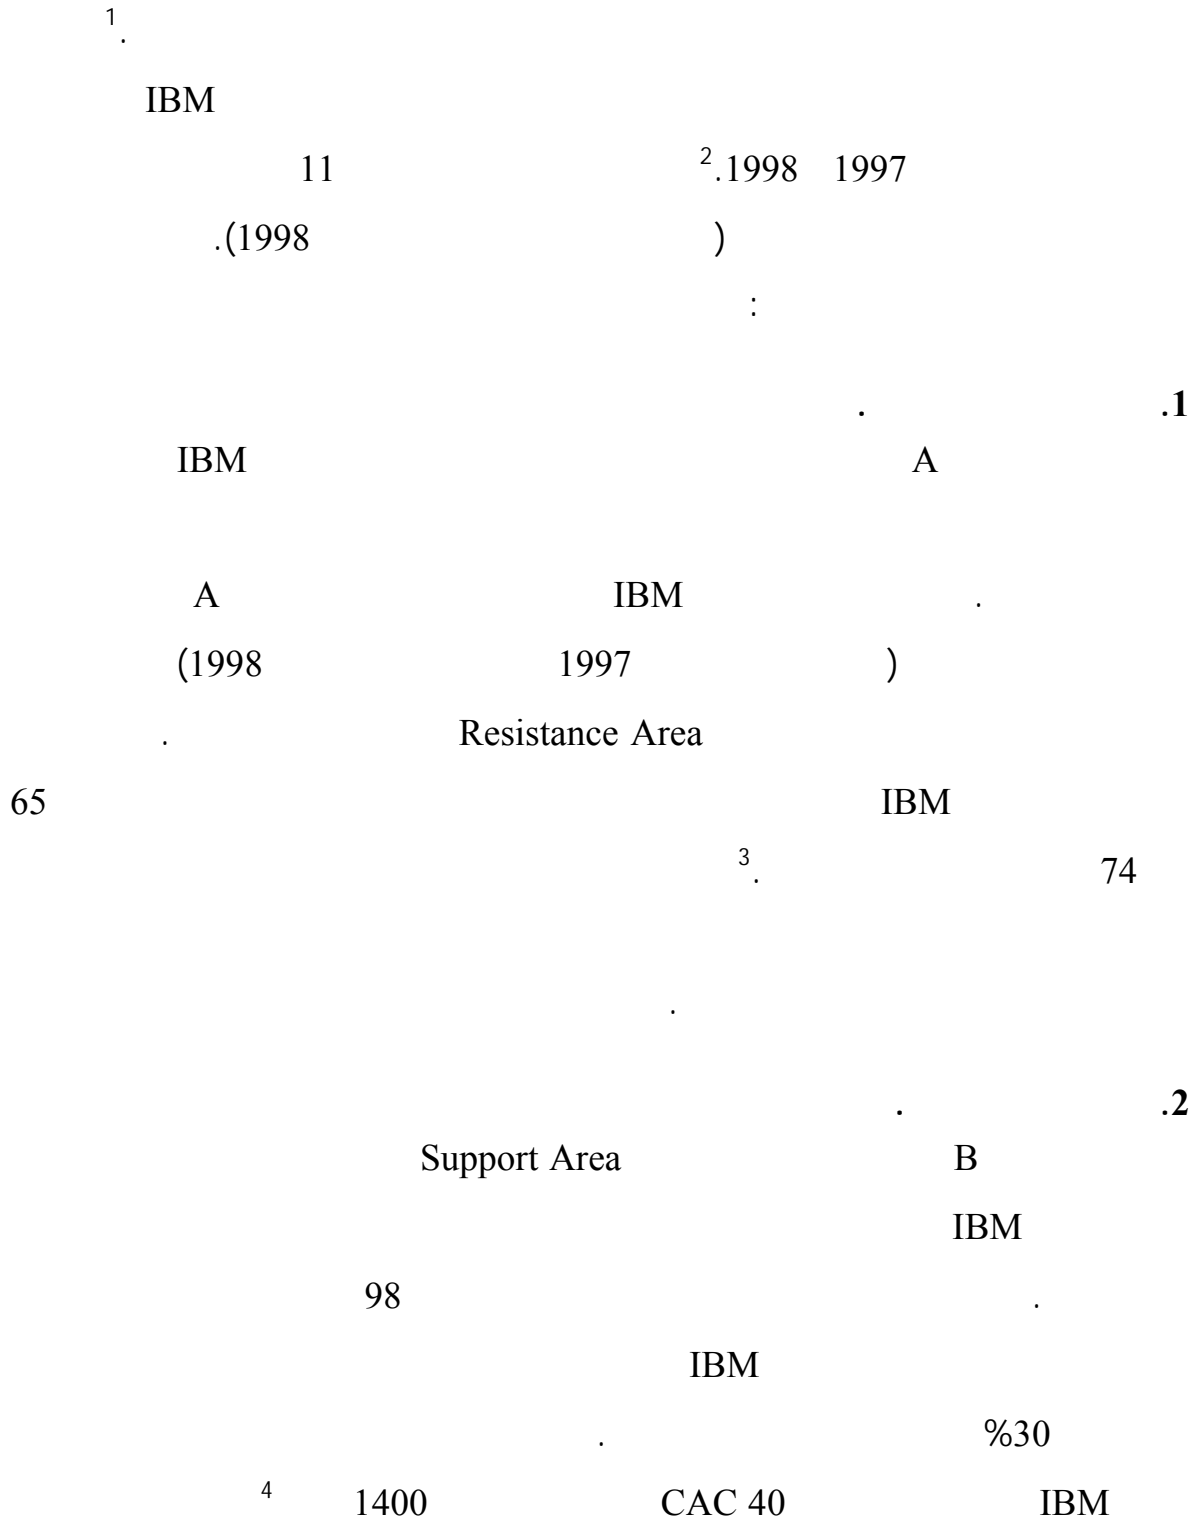 1.
IBM
1997 1998.2 11
( 1998).
:
1. .
A IBM
. IBM A
( 1997 1998)
Resistance Area .
IBM 65
74 .3
.
2. .
B Support Area
IBM
. 98
IBM
%30 .
IBM CAC 40 1400 4